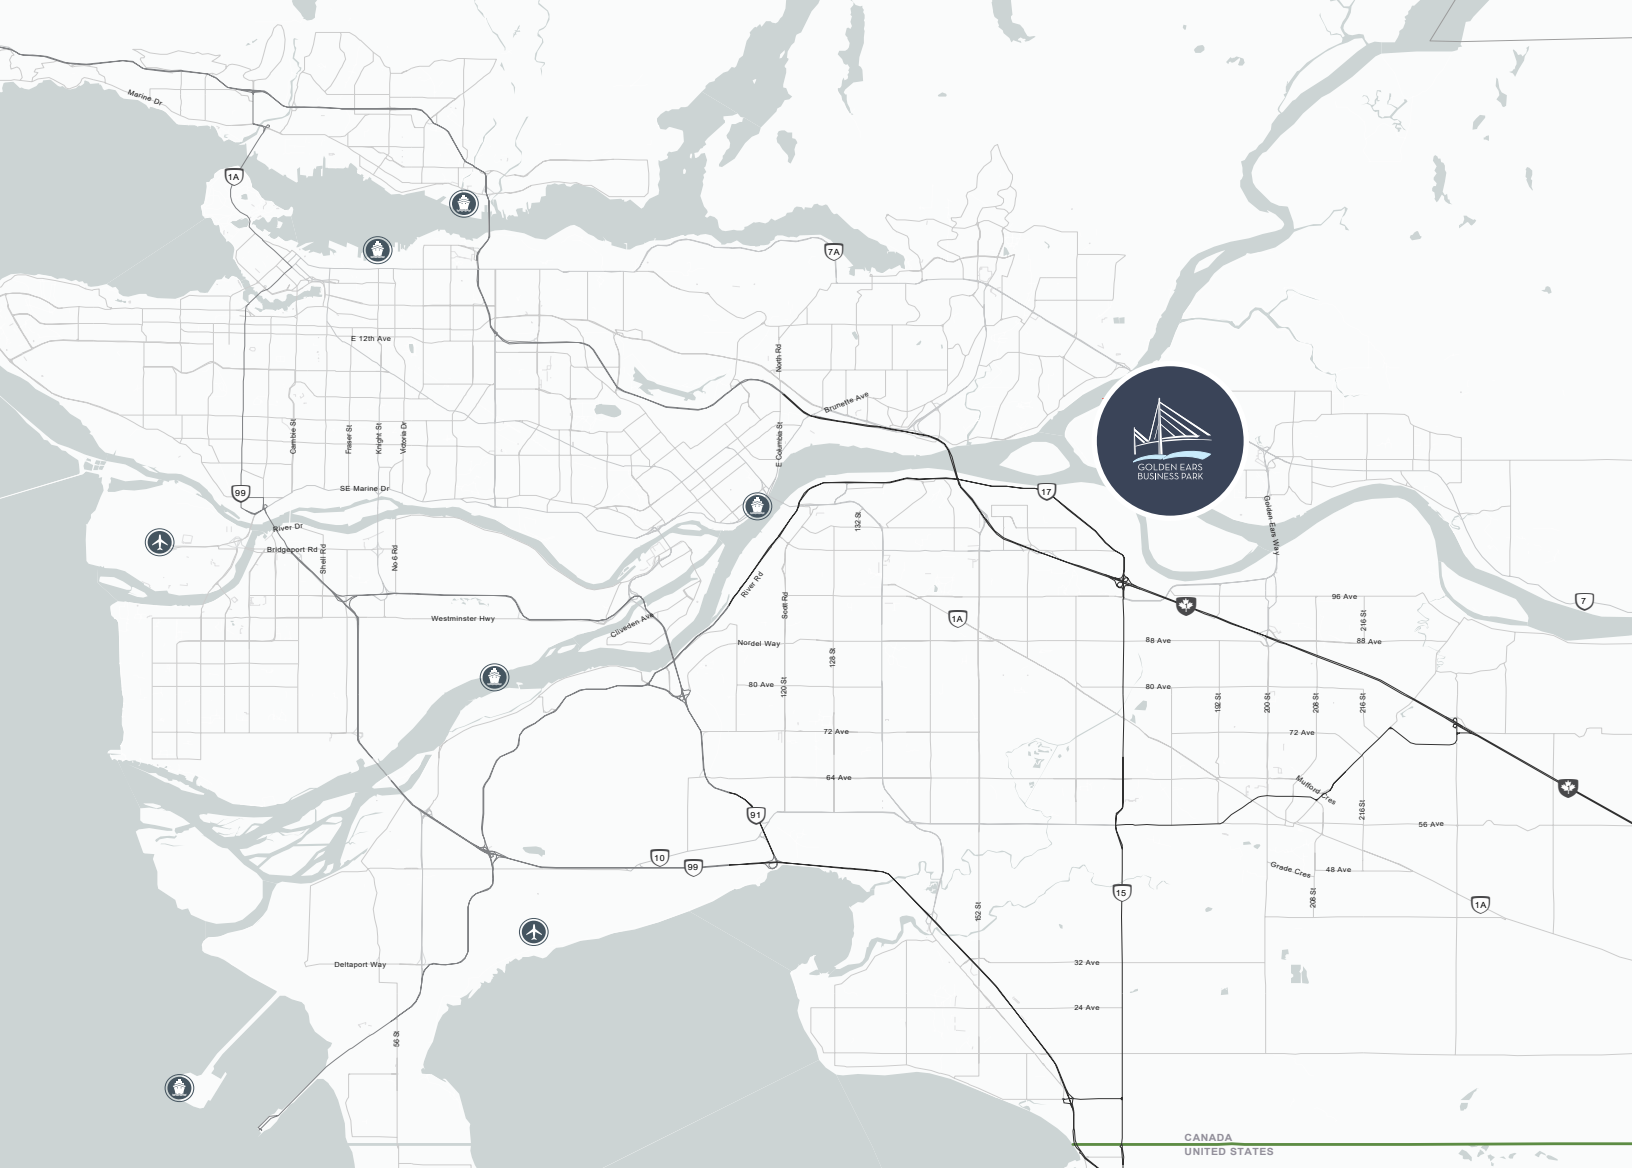 Marine Dr
1A
7A
E 12th Ave
North Rd
Brunette Ave
Cambie St
Fraser St
Knight St
Victoria Dr
E Columbia St
GOLDEN EARS
BUSINESS PARK
SE Marine Dr
99
17
River Dr
132 St
Golden Ears Way
Bridgeport Rd
Shell Rd
No 6 Rd
River Rd
Scott Rd
96 Ave
7
Westminster Hwy
Cliveden Ave
1A
216 St
Nordel Way
88 Ave
88 Ave
128 St
80 Ave
120 St
80 Ave
192 St
200 St
208 St
216 St
72 Ave
72 Ave
64 Ave
Mufford Cres
216 St
91
56 Ave
10
99
Grade Cres
48 Ave
15
208 St
1A
152 St
Deltaport Way
32 Ave
24 Ave
56 St
CANADA
UNITED STATES